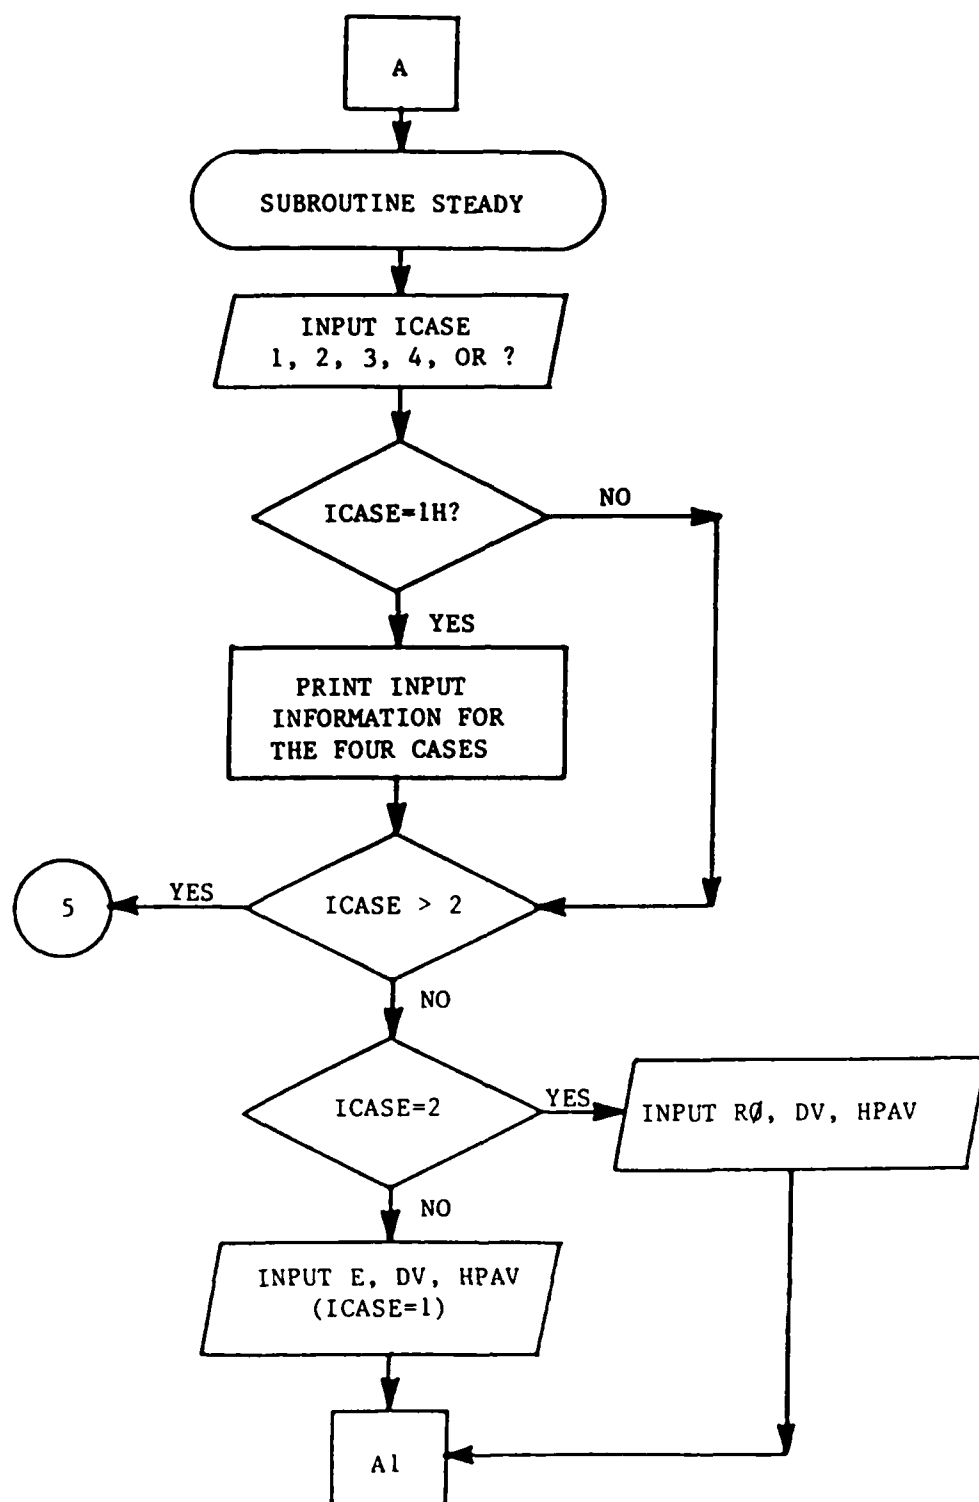 A
SUBROUTINE STEADY
INPUT ICASE
1, 2, 3, 4, OR ?
ICASE=1H?
NO
YES
PRINT INPUT
INFORMATION FOR
THE FOUR CASES
5
YES
ICASE > 2
NO
ICASE=2
YES
INPUT RØ, DV, HPAV
NO
INPUT E, DV, HPAV
(ICASE=1)
A1